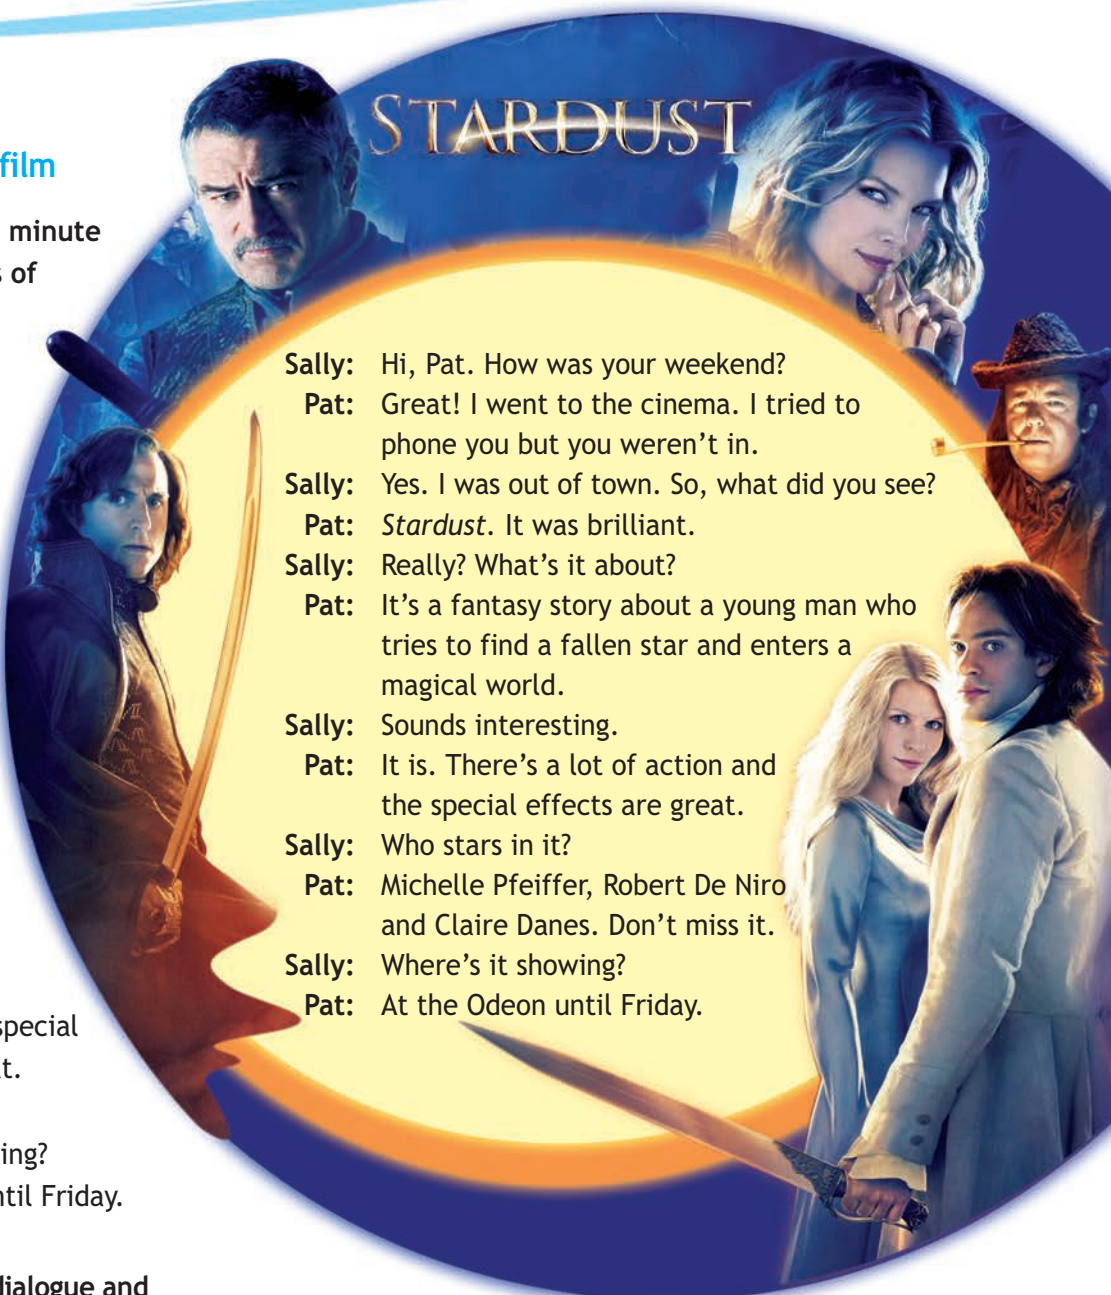 STARDUST
film
minute
of
Sally: Hi, Pat. How was your weekend?
Pat: Great! I went to the cinema. I tried to
phone you but you weren't in.
Sally: Yes. I was out of town. So, what did you see?
Pat: Stardust. It was brilliant.
Sally: Really? What's it about?
Pat: It's a fantasy story about a young man who
tries to find a fallen star and enters a
magical world.
Sally: Sounds interesting.
Pat: It is. There's a lot of action and
the special effects are great.
Sally: Who stars in it?
Pat: Michelle Pfeiffer, Robert De Niro
and Claire Danes. Don't miss it.
Sally: Where's it showing?
Pat: At the Odeon until Friday.
special
t.
ing?
ntil Friday.
dialogue and